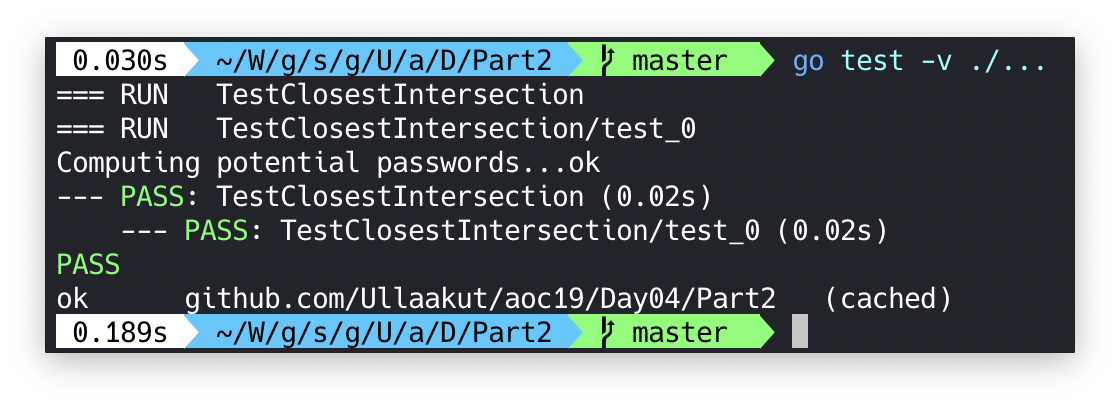 0.030s ~/W/g/s/g/U/a/D/Part2 master go test -v ./...
=== RUN   TestClosestIntersection
=== RUN   TestClosestIntersection/test_0
Computing potential passwords...ok
--- PASS: TestClosestIntersection (0.02s)
    --- PASS: TestClosestIntersection/test_0 (0.02s)
PASS
ok      github.com/Ullaakut/aoc19/Day04/Part2   (cached)
0.189s ~/W/g/s/g/U/a/D/Part2 master